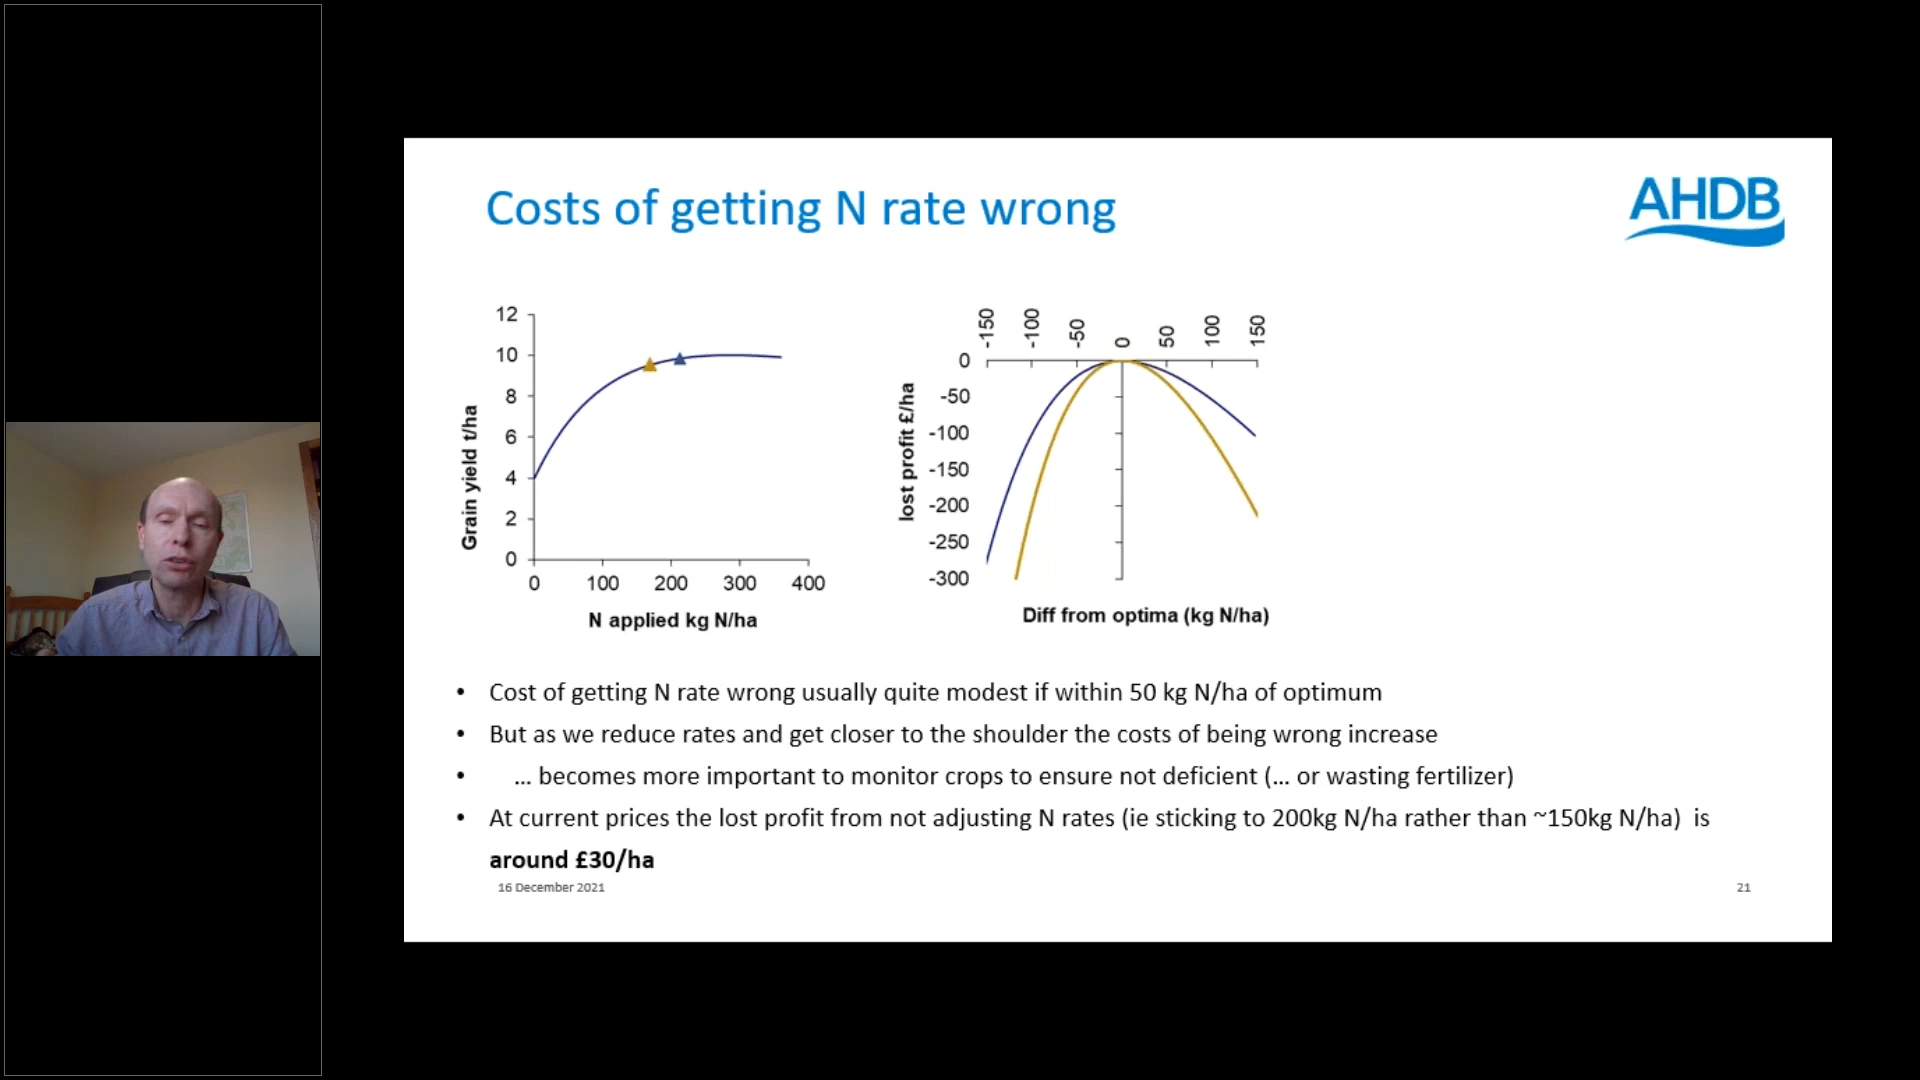 Costs of getting N rate wrong
AHDB
12
10
8
6
4
2
0
0 100 200 300 400
Grain yield t/ha
N applied kg N/ha
-150 -100 -50 0 50 100 150
0
-50
-100
-150
-200
-250
-300
lost profit £/ha
Diff from optima (kg N/ha)
• Cost of getting N rate wrong usually quite modest if within 50 kg N/ha of optimum
• But as we reduce rates and get closer to the shoulder the costs of being wrong increase
• ... becomes more important to monitor crops to ensure not deficient (... or wasting fertilizer)
• At current prices the lost profit from not adjusting N rates (ie sticking to 200kg N/ha rather than ~150kg N/ha) is
around £30/ha
16 December 2021
21